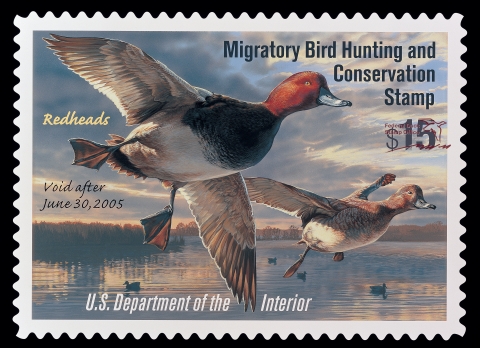 Migratory Bird Hunting and
Conservation
Stamp
$15
Redheads
Void after
June 30, 2005
U.S. Department of the Interior